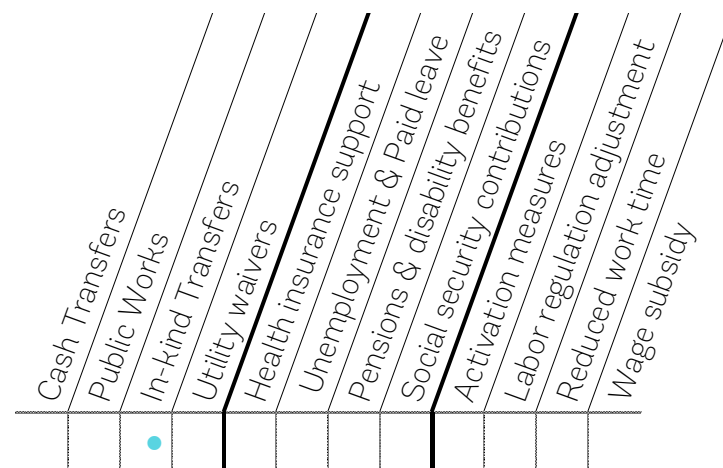 Cash Transfers
Public Works
In-kind Transfers
Utility waivers
Health insurance support
Unemployment & Paid leave
Pensions & disability benefits
Social security contributions
Activation measures
Labor regulation adjustment
Reduced work time
Wage subsidy